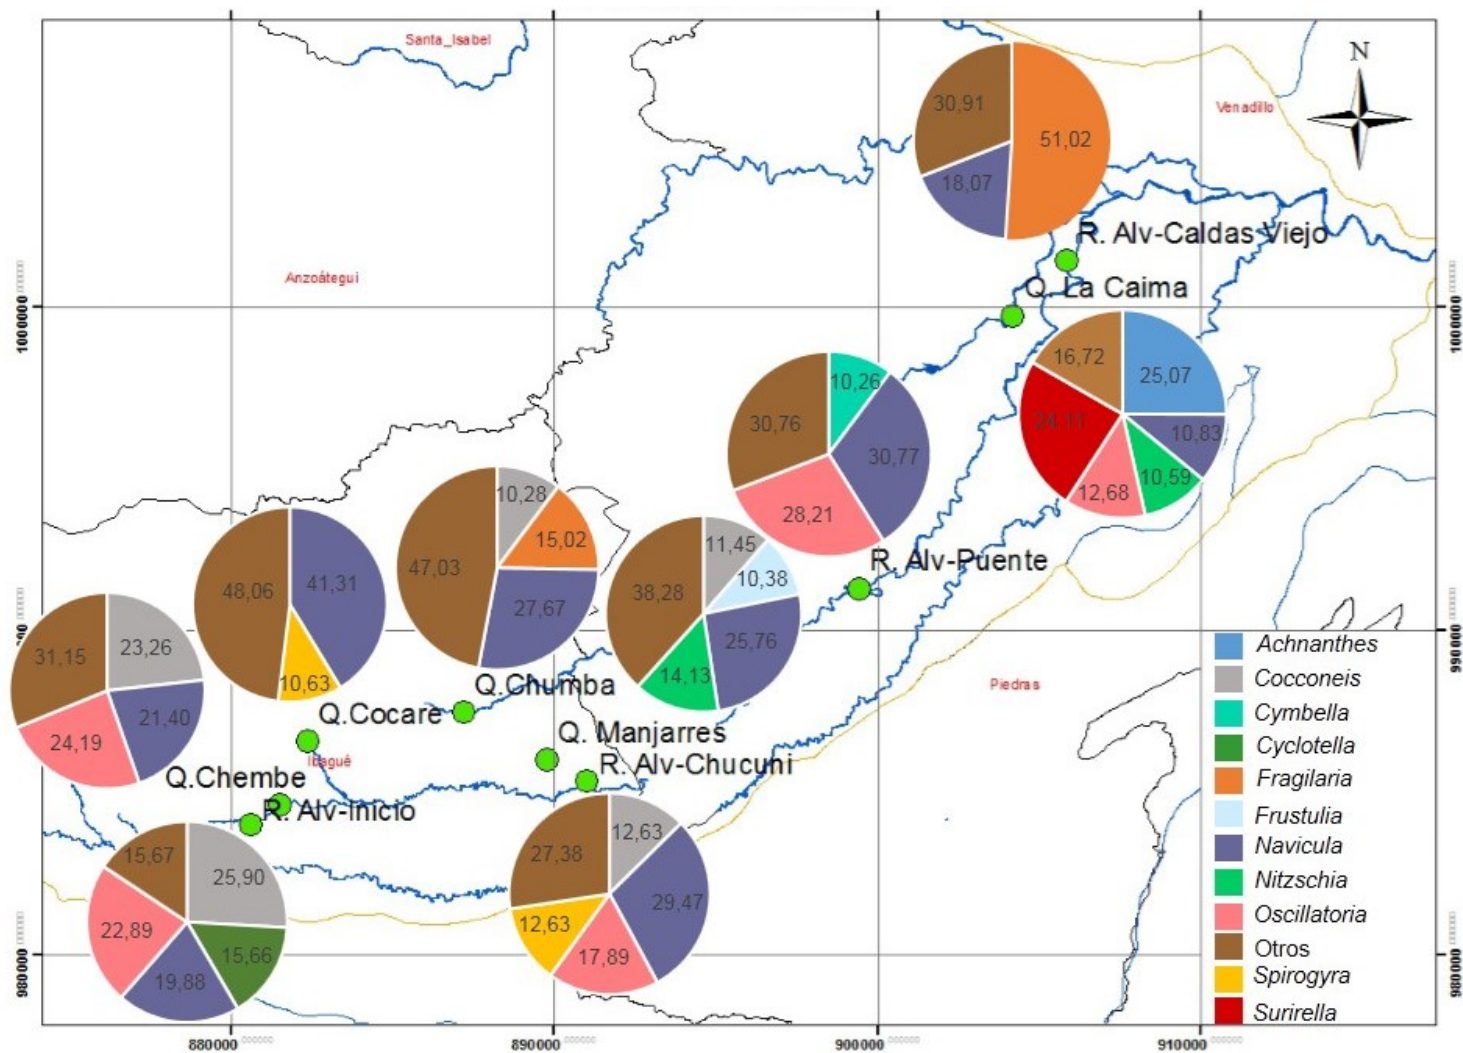 Santa_Isabel
N
Venadillo
30,91
51,02
18,07
R. Alv-Caldas Viejo
Anzoátegui
Q. La Caima
1000000
1000000
16,72
25,07
24,11
10,83
12,68
10,59
10,26
30,76
30,77
28,21
10,28
47,03
15,02
27,67
R. Alv-Puente
11,45
38,28
10,38
25,76
14,13
48,06
41,31
10,63
31,15
23,26
21,40
24,19
990000
Piedras
Q.Chumba
Q.Cocare
Q. Manjarres
Ibagué
R. Alv-Chucuni
Q.Chembe
R. Alv-Inicio
15,67
25,90
22,89
15,66
19,88
27,38
12,63
29,47
12,63
17,89
Achnanthes
Cocconeis
Cymbella
Cyclotella
Fragilaria
Frustulia
Navicula
Nitzschia
Oscillatoria
Otros
Spirogyra
Surirella
980000
980000
880000
890000
900000
910000